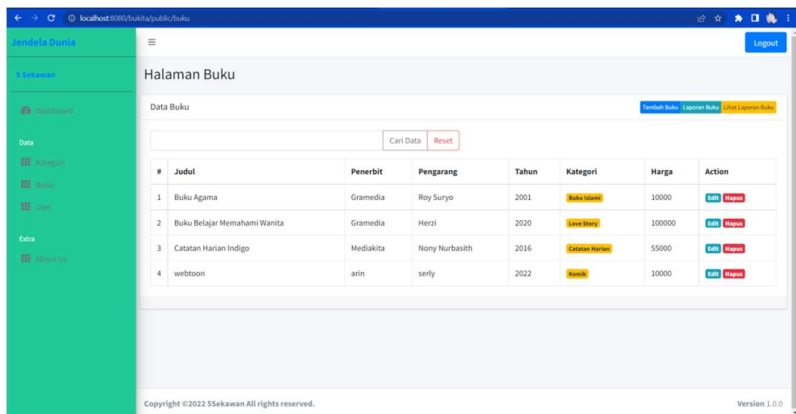 localhost:8080/bukita/public/buku
Jendela Dunia
Logout
5 Sekawan
Halaman Buku
Dashboard
Data Buku
Tambah Buku Laporan Buku Lihat Laporan Buku
Data
Cari Data Reset
Kategori
Buku
User
Extra
About Us
# Judul Penerbit Pengarang Tahun Kategori Harga Action
1 Buku Agama Gramedia Roy Suryo 2001 Buku Islami 10000 Edit Hapus
2 Buku Belajar Memahami Wanita Gramedia Herzi 2020 Love Story 100000 Edit Hapus
3 Catatan Harian Indigo Mediakita Nony Nurbasith 2016 Catatan Harian 55000 Edit Hapus
4 webtoon arin serly 2022 Komik 10000 Edit Hapus
Copyright ©2022 5Sekawan All rights reserved.
Version 1.0.0